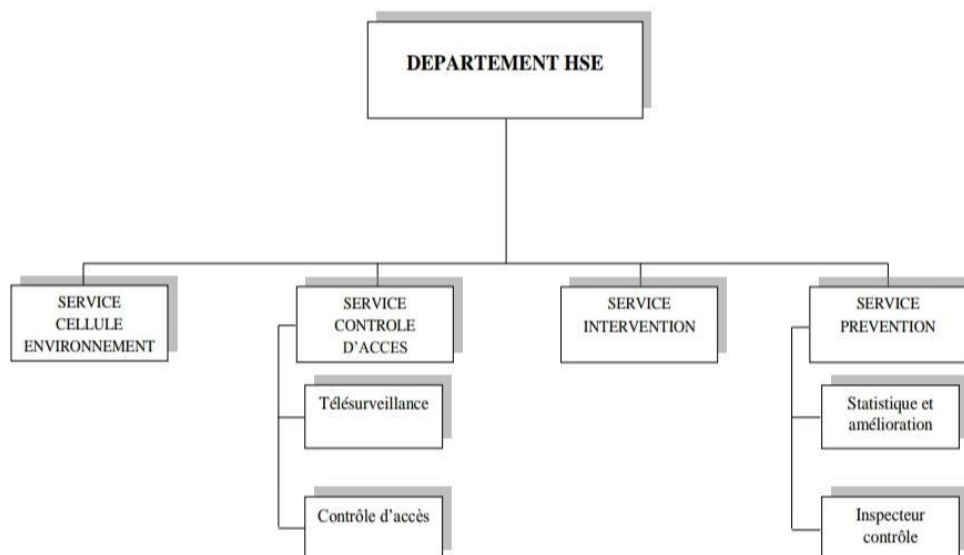 DEPARTEMENT HSE
SERVICE
CELLULE
ENVIRONNEMENT
SERVICE
CONTROLE
D'ACCES
SERVICE
INTERVENTION
SERVICE
PREVENTION
Télésurveillance
Contrôle d'accès
Statistique et
amélioration
Inspecteur
contrôle